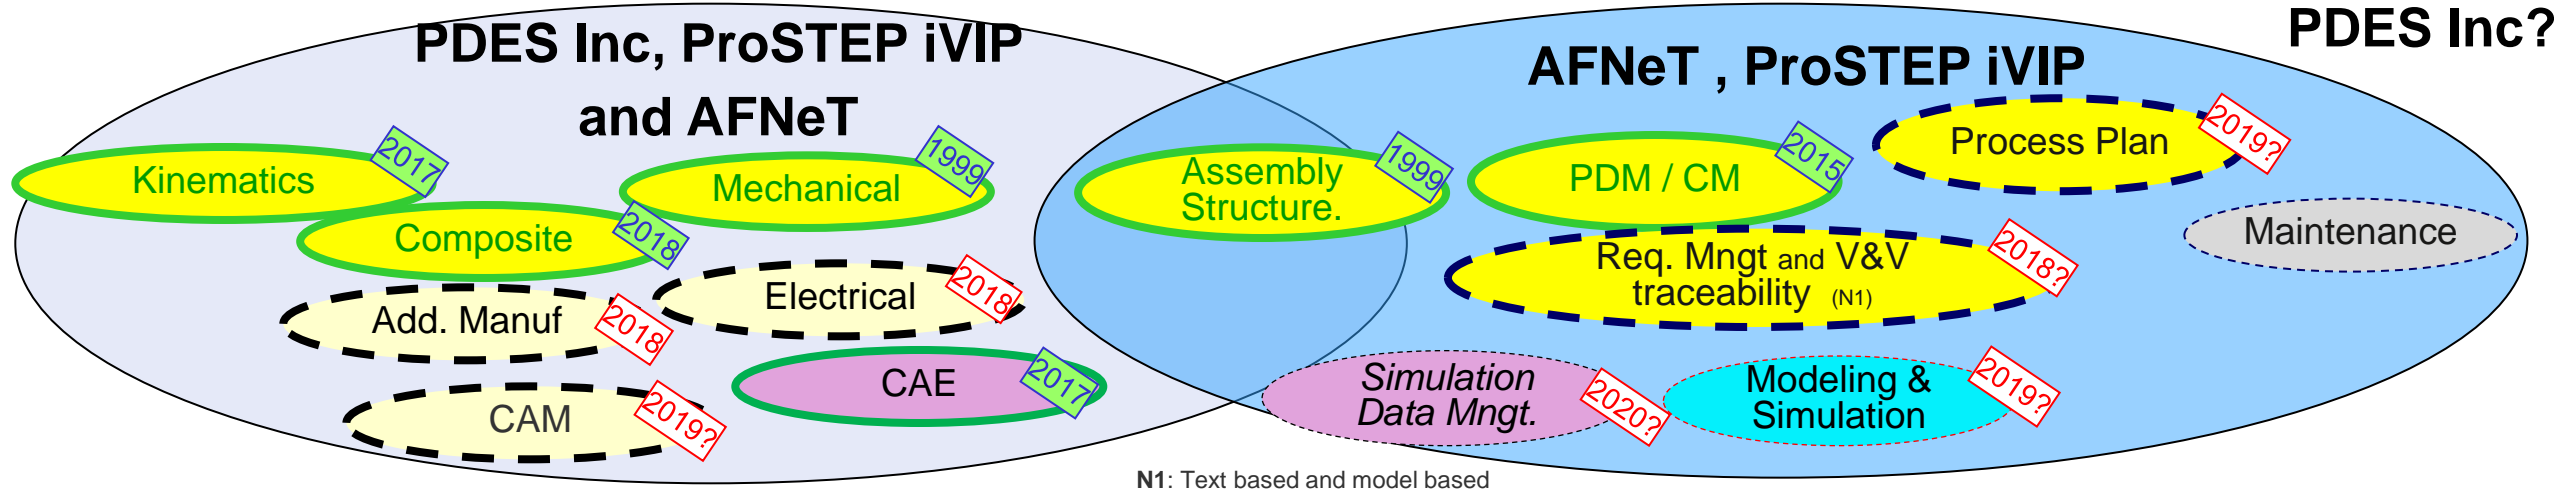 PDES Inc, ProSTEP iVIP
and AFNeT
AFNeT , ProSTEP iVIP
PDES Inc?
Kinematics
2017
Mechanical
1999
Composite
2018
Add. Manuf
2018
Electrical
2018
CAM
2019?
CAE
2017
Assembly
Structure.
1999
PDM / CM
2015
Process Plan
2019?
Req. Mngt and V&V
traceability (N1)
2018?
Maintenance
Simulation
Data Mngt.
2020?
Modeling &
Simulation
2019?
N1: Text based and model based